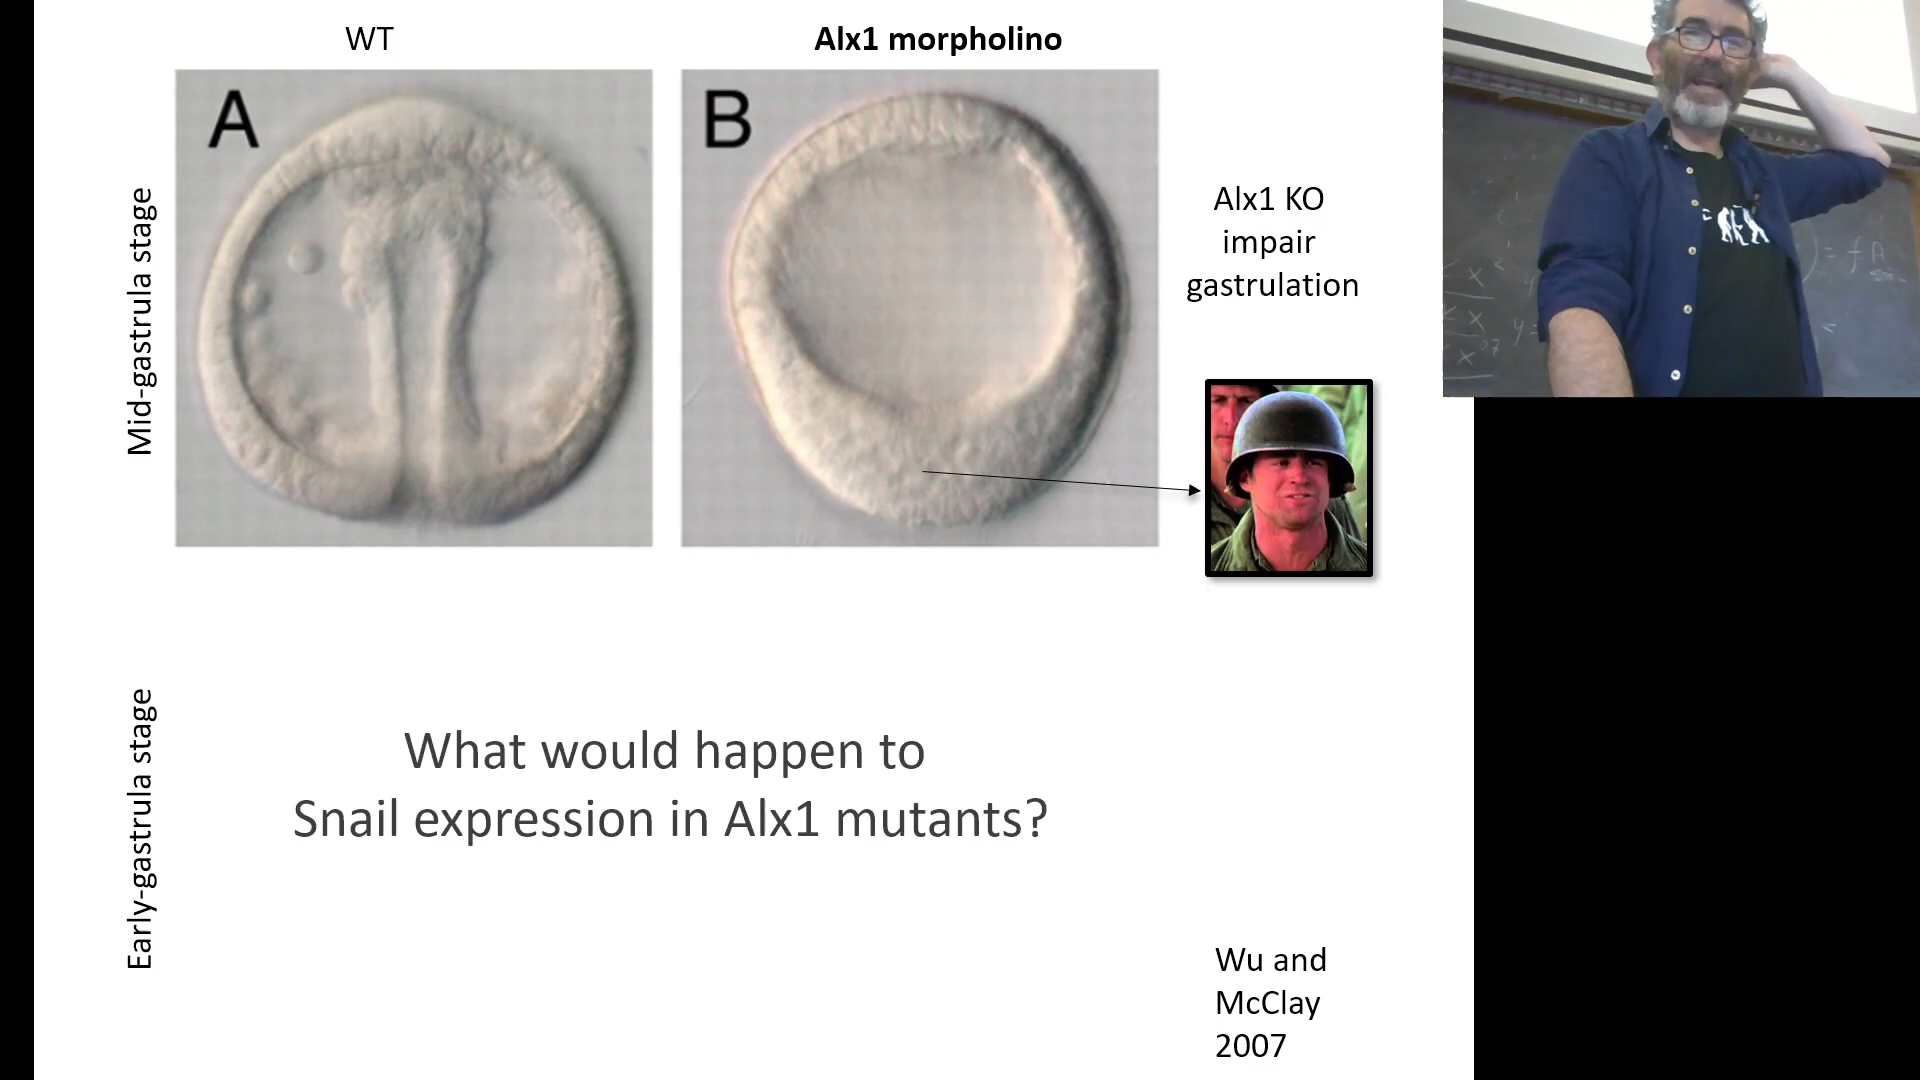 WT
Alx1 morpholino
A
B
Mid-gastrula stage
Alx1 KO
impair
gastrulation
Early-gastrula stage
What would happen to
Snail expression in Alx1 mutants?
Wu and
McClay
2007